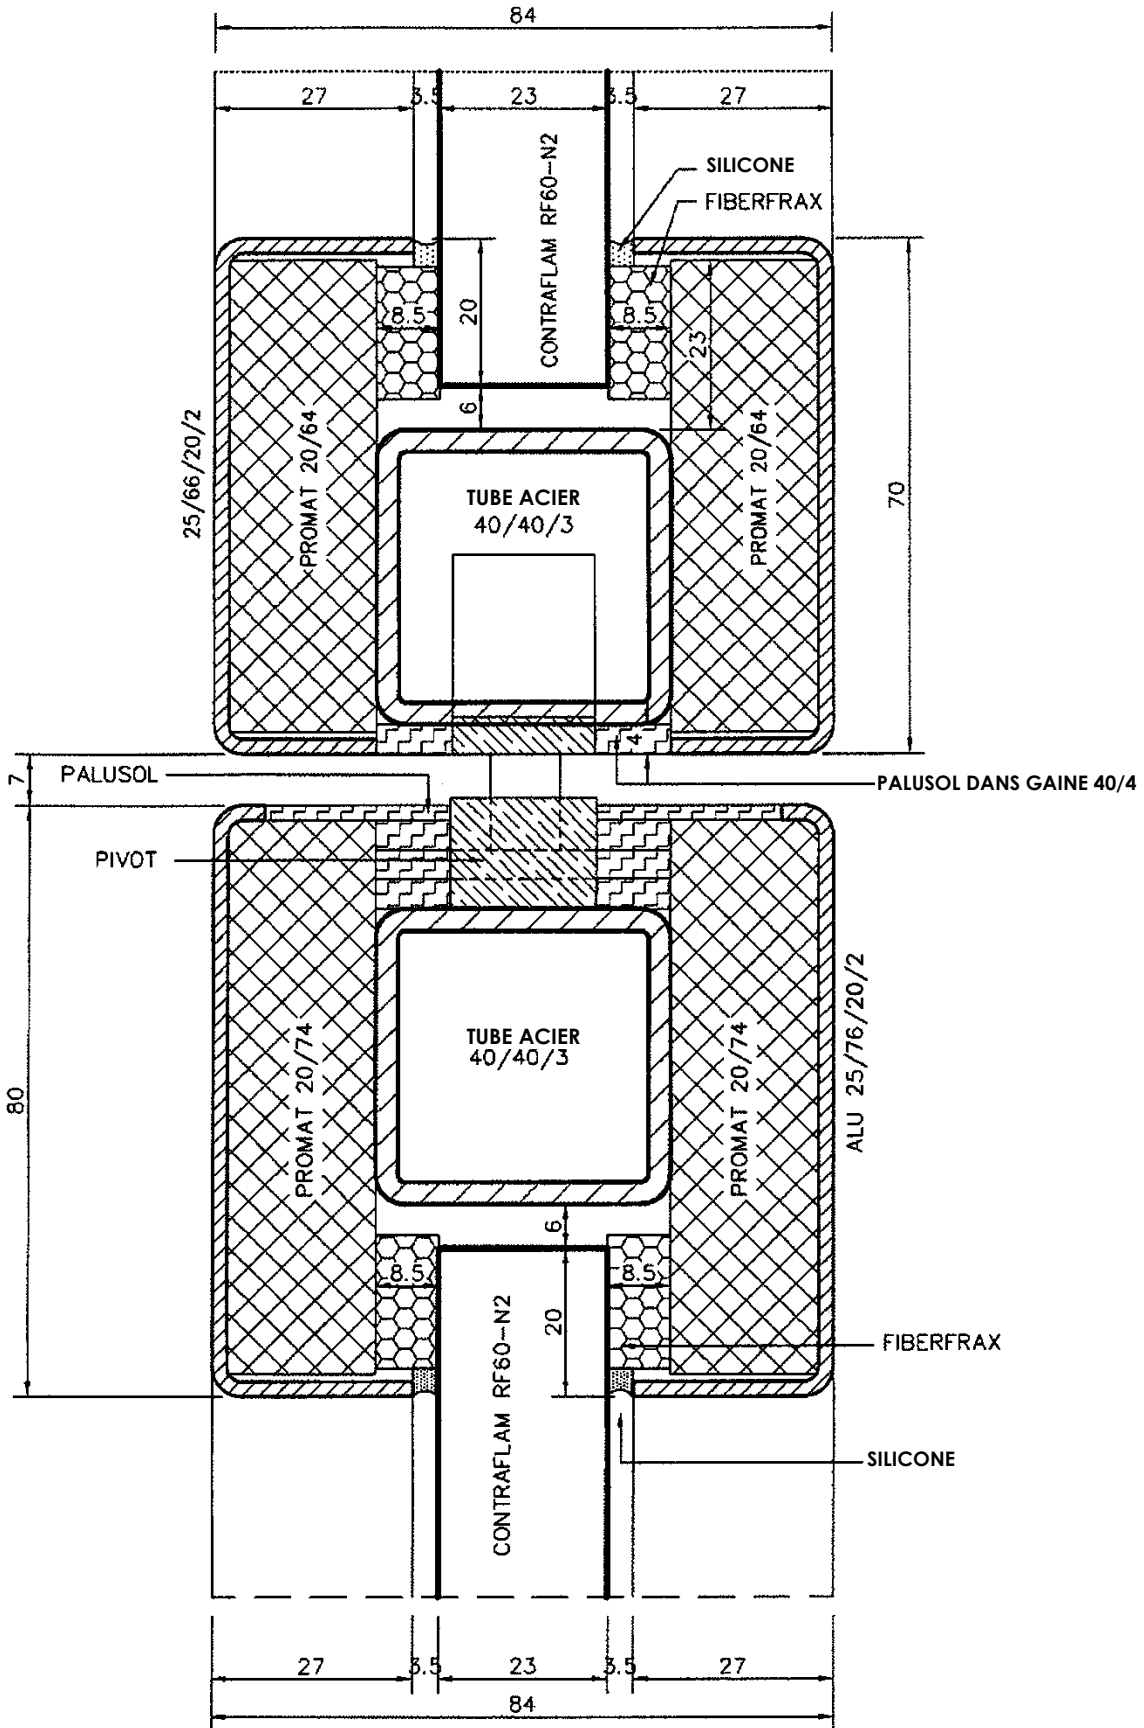 84
27
3.5
23
3.5
27
CONTRAFLAM RF60-N2
SILICONE
FIBERFRAX
20
8.5
8.5
23
6
25/66/20/2
PROMAT 20/64
TUBE ACIER
40/40/3
PROMAT 20/64
70
4
7
PALUSOL
PALUSOL DANS GAINE 40/4
PIVOT
80
PROMAT 20/74
TUBE ACIER
40/40/3
PROMAT 20/74
ALU 25/76/20/2
6
8.5
8.5
20
CONTRAFLAM RF60-N2
FIBERFRAX
SILICONE
27
3.5
23
3.5
27
84